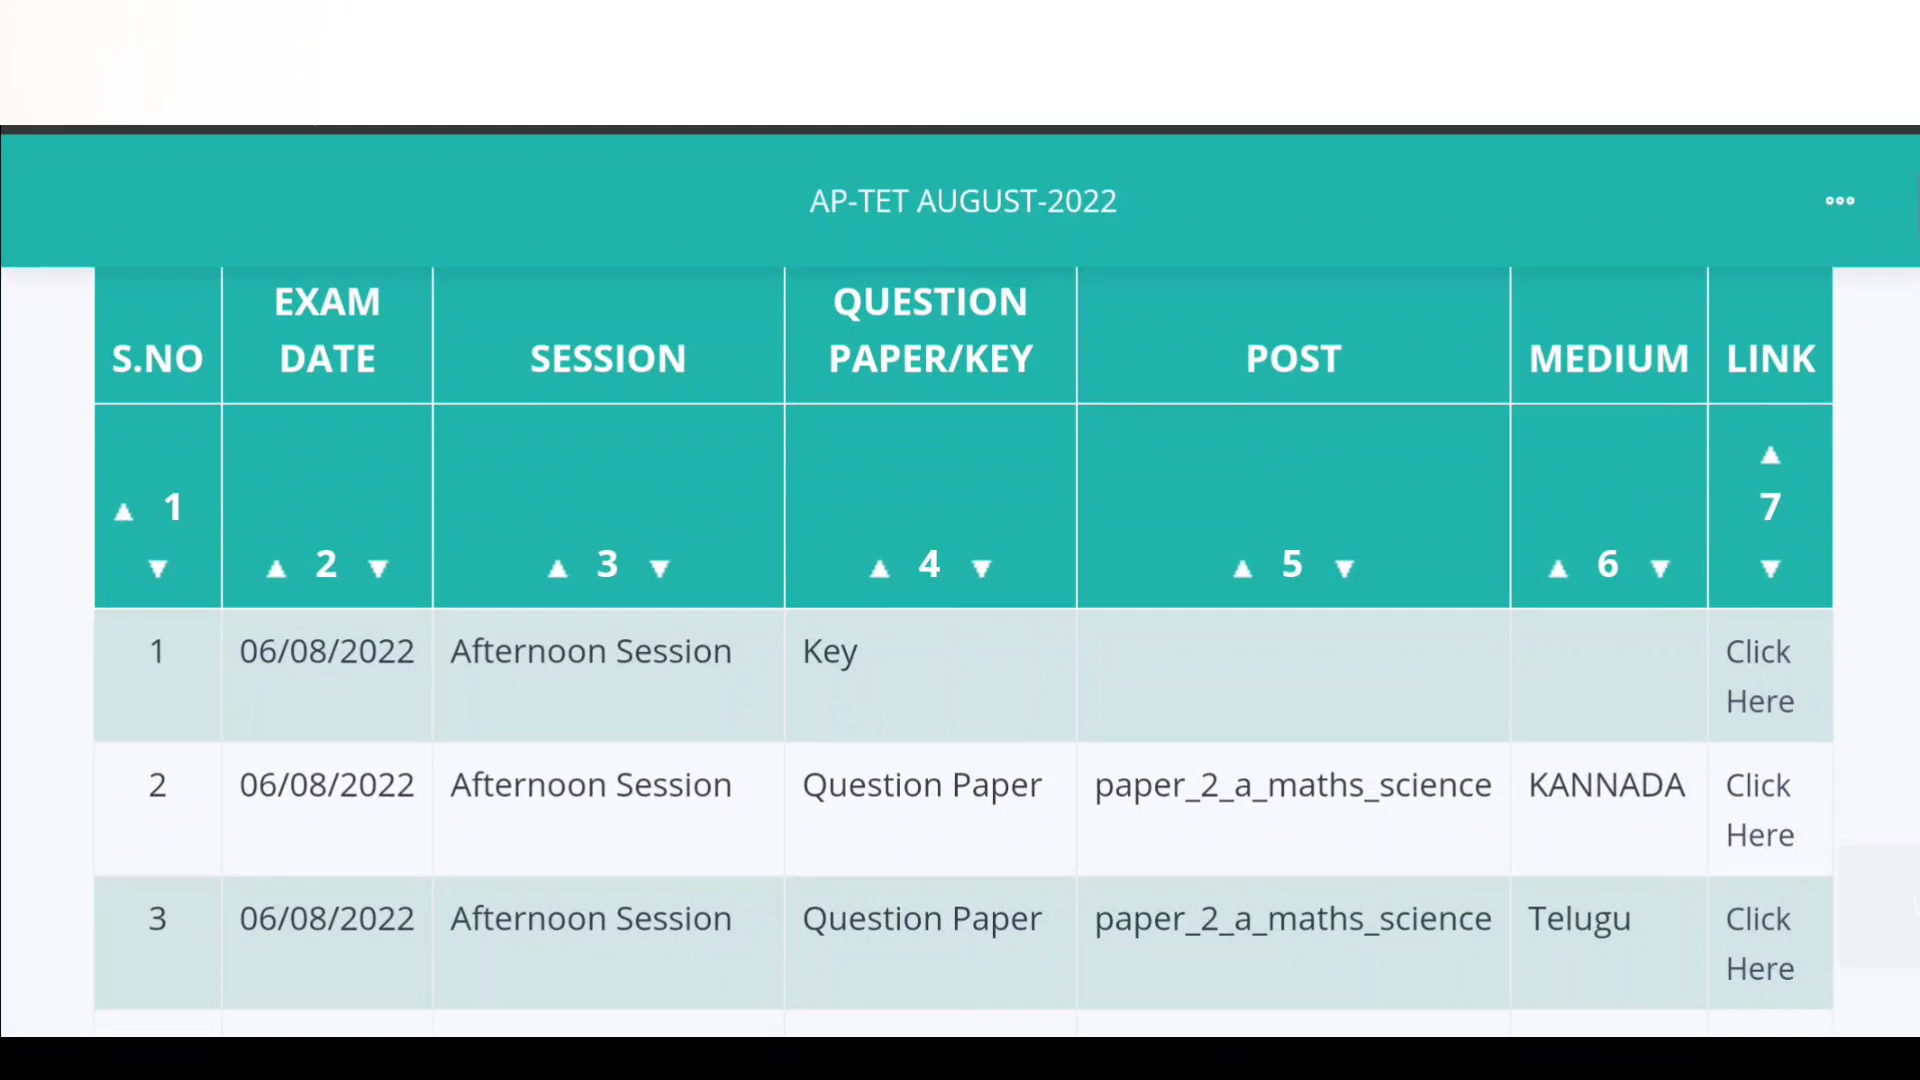 AP-TET AUGUST-2022
EXAM
QUESTION
S.NO DATE SESSION PAPER/KEY POST MEDIUM LINK
▲
▲ 1 7
▼ ▲ 2 ▼ ▲ 3 ▼ ▲ 4 ▼ ▲ 5 ▼ ▲ 6 ▼ ▼
1 06/08/2022 Afternoon Session Key Click
Here
2 06/08/2022 Afternoon Session Question Paper paper_2_a_maths_science KANNADA Click
Here
3 06/08/2022 Afternoon Session Question Paper paper_2_a_maths_science Telugu Click
Here